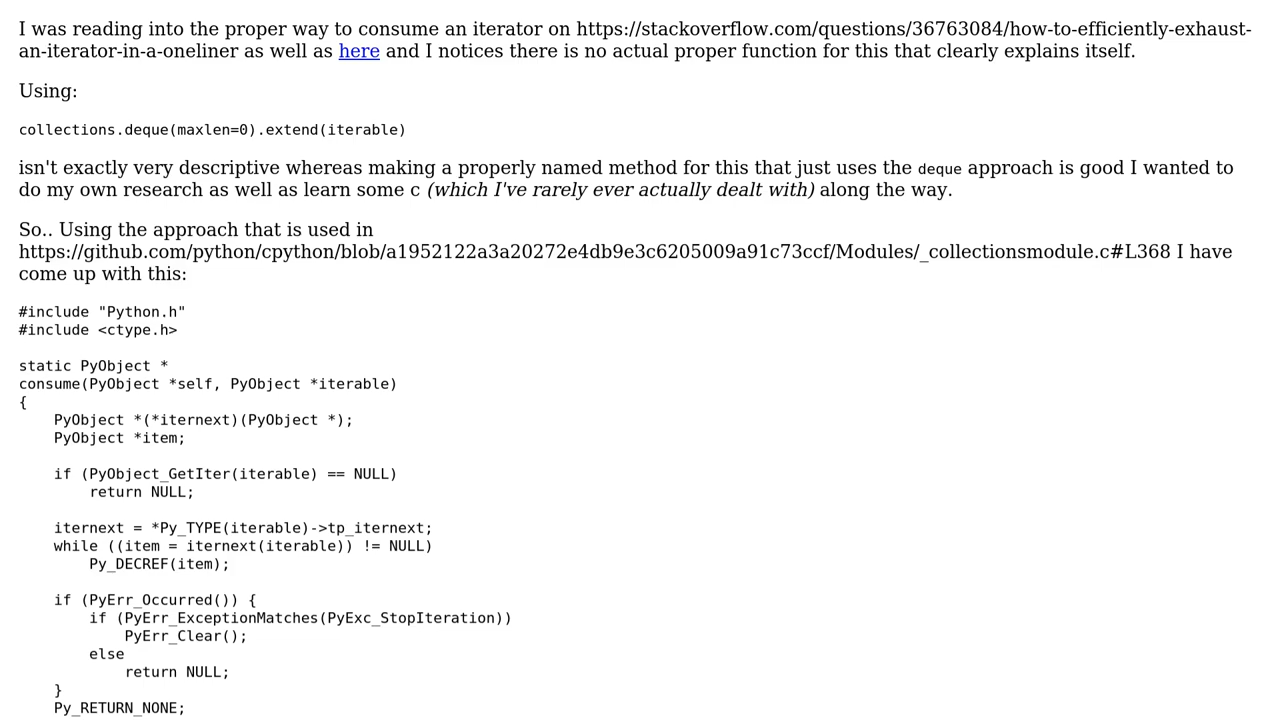 I was reading into the proper way to consume an iterator on https://stackoverflow.com/questions/36763084/how-to-efficiently-exhaust-
an-iterator-in-a-oneliner as well as here and I notices there is no actual proper function for this that clearly explains itself.
Using:
collections.deque(maxlen=0).extend(iterable)
isn't exactly very descriptive whereas making a properly named method for this that just uses the deque approach is good I wanted to
do my own research as well as learn some c (which I've rarely ever actually dealt with) along the way.
So.. Using the approach that is used in
https://github.com/python/cpython/blob/a1952122a3a20272e4db9e3c6205009a91c73ccf/Modules/_collectionsmodule.c#L368 I have
come up with this:
#include "Python.h"
#include <ctype.h>
static PyObject *
consume(PyObject *self, PyObject *iterable)
{
    PyObject *(*iternext)(PyObject *);
    PyObject *item;
    if (PyObject_GetIter(iterable) == NULL)
        return NULL;
    iternext = *Py_TYPE(iterable)->tp_iternext;
    while ((item = iternext(iterable)) != NULL)
        Py_DECREF(item);
    if (PyErr_Occurred()) {
        if (PyErr_ExceptionMatches(PyExc_StopIteration))
            PyErr_Clear();
        else
            return NULL;
    }
    Py_RETURN_NONE;